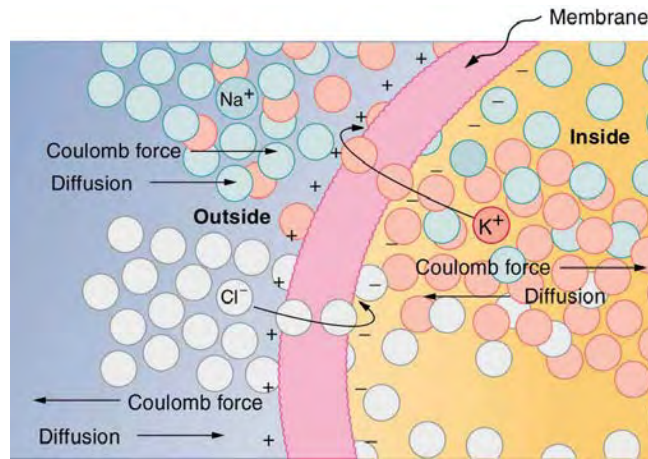 Membrane
Na+
Inside
Coulomb force
Diffusion
Outside
K+
Coulomb force
Diffusion
Cl−
Coulomb force
Diffusion
+
+
+
+
+
+
+
+
+
+
−
−
−
−
−
−
−
−
−